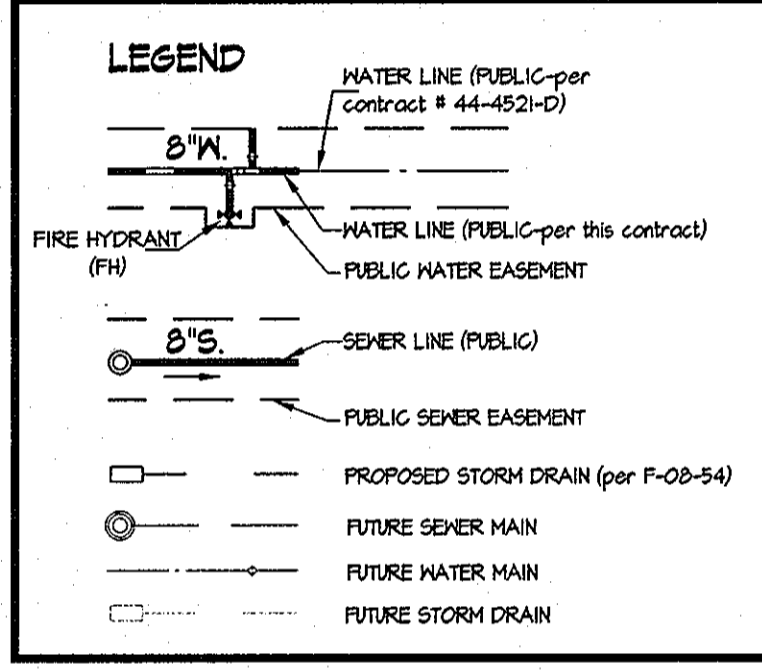 LEGEND
WATER LINE (PUBLIC-per
contract # 44-4521-D)
8"W.
FIRE HYDRANT
(FH)
WATER LINE (PUBLIC-per this contract)
PUBLIC WATER EASEMENT
8"S.
SEWER LINE (PUBLIC)
PUBLIC SEWER EASEMENT
PROPOSED STORM DRAIN (per F-08-54)
FUTURE SEWER MAIN
FUTURE WATER MAIN
FUTURE STORM DRAIN